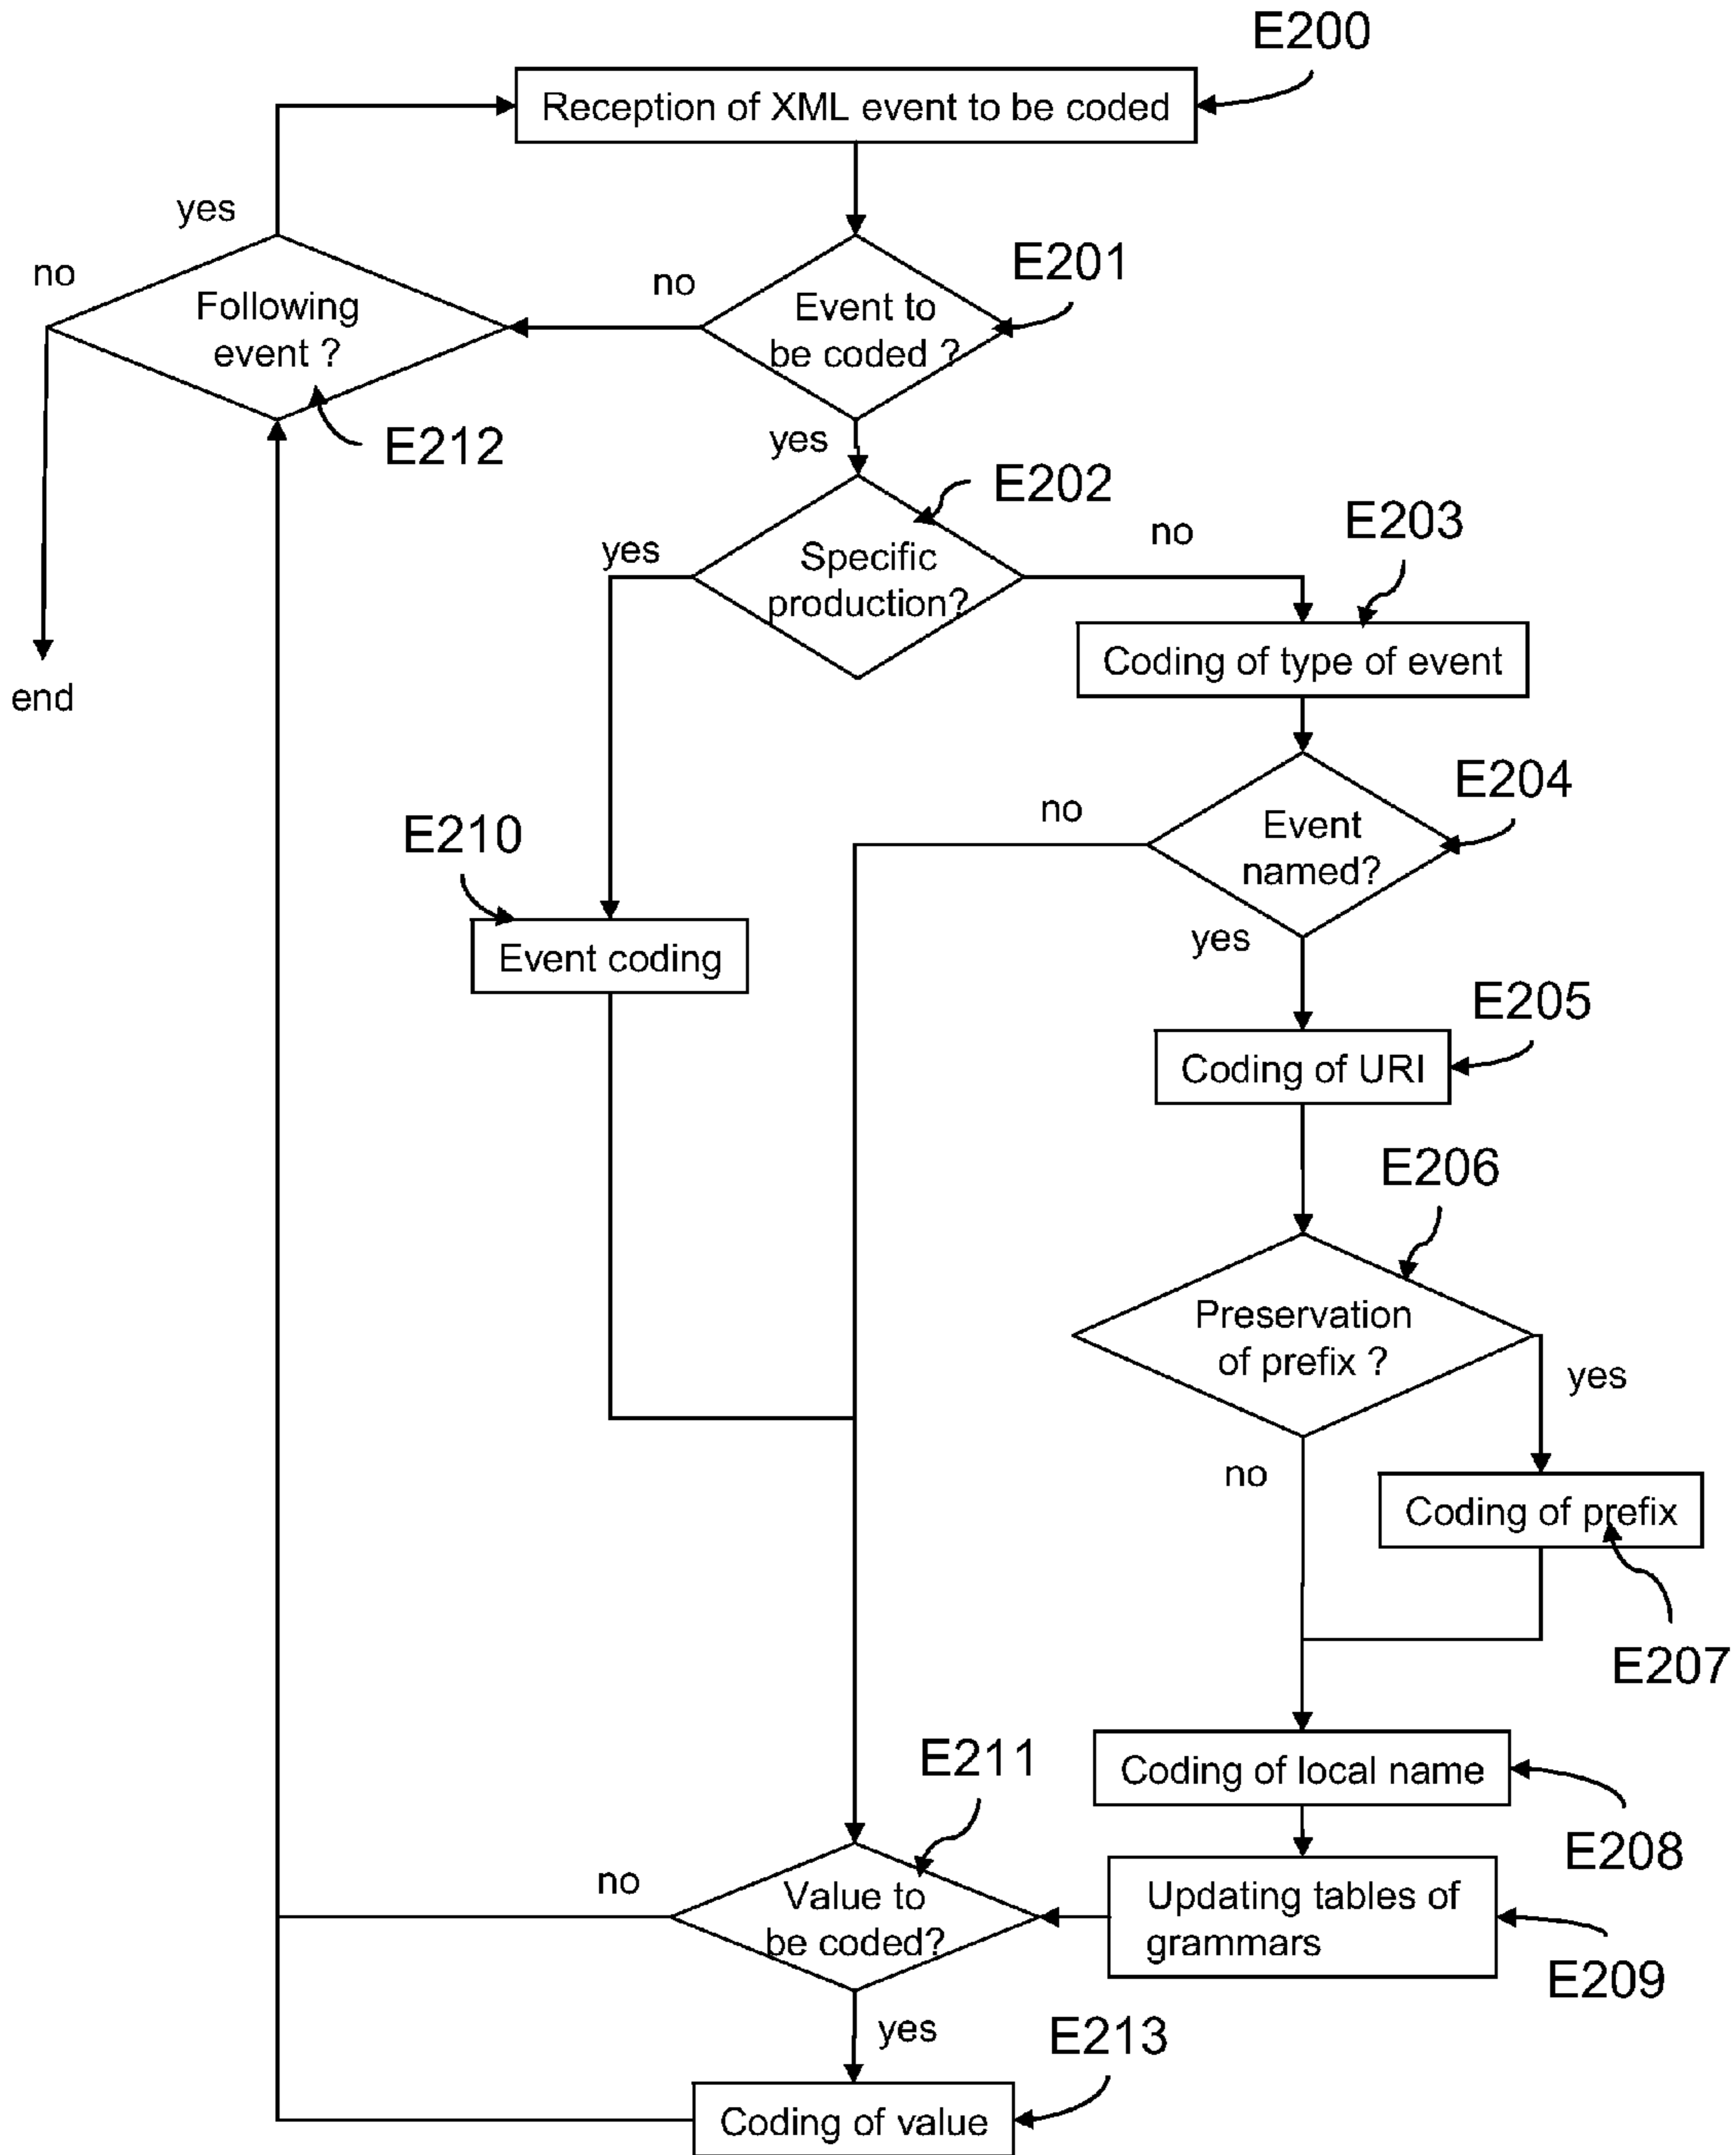 E200
Reception of XML event to be coded
yes
no
Following
event ?
no
Event to
be coded ?
E201
E212
yes
E202
Specific
production?
yes
no
E203
Coding of type of event
end
E204
Event
named?
no
E210
Event coding
yes
E205
Coding of URI
E206
Preservation
of prefix ?
yes
no
Coding of prefix
E207
Coding of local name
E208
E211
Value to
be coded?
no
Updating tables of
grammars
E209
yes
E213
Coding of value